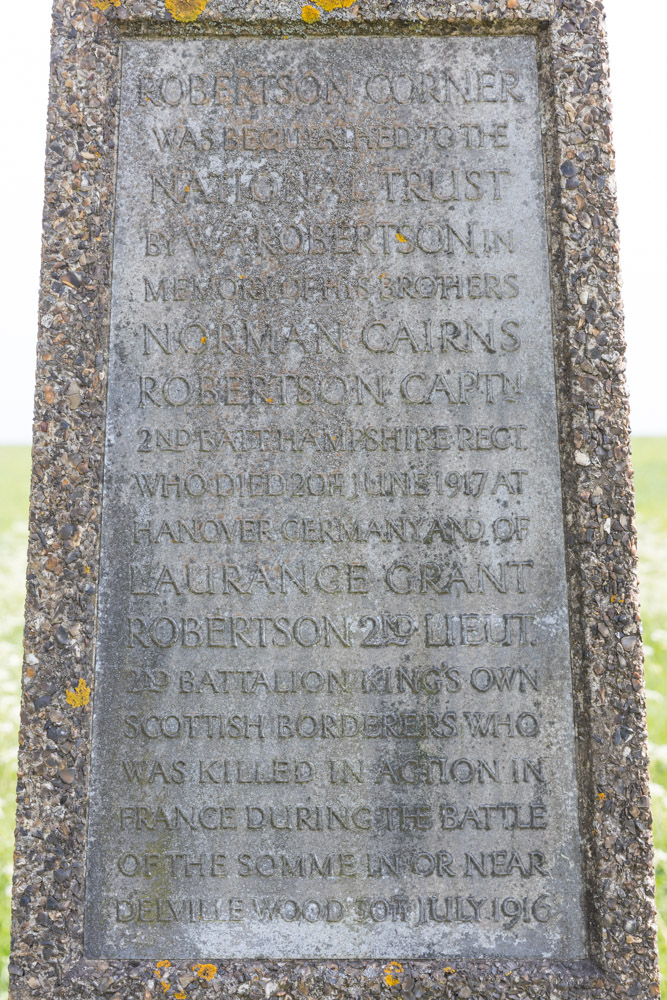 ROBERTSON CORNER
WAS BEQUEATHED TO THE
NATIONAL TRUST
BY W.A. ROBERTSON IN
MEMORY OF HIS BROTHERS
NORMAN CAIRNS
ROBERTSON CAPTN
2ND BATT. HAMPSHIRE REGT.
WHO DIED 20TH JUNE 1917 AT
HANOVER GERMANY AND OF
LAURANCE GRANT
ROBERTSON 2ND LIEUT.
2ND BATTALION KING'S OWN
SCOTTISH BORDERERS WHO
WAS KILLED IN ACTION IN
FRANCE DURING THE BATTLE
OF THE SOMME IN OR NEAR
DELVILLE WOOD 30TH JULY 1916